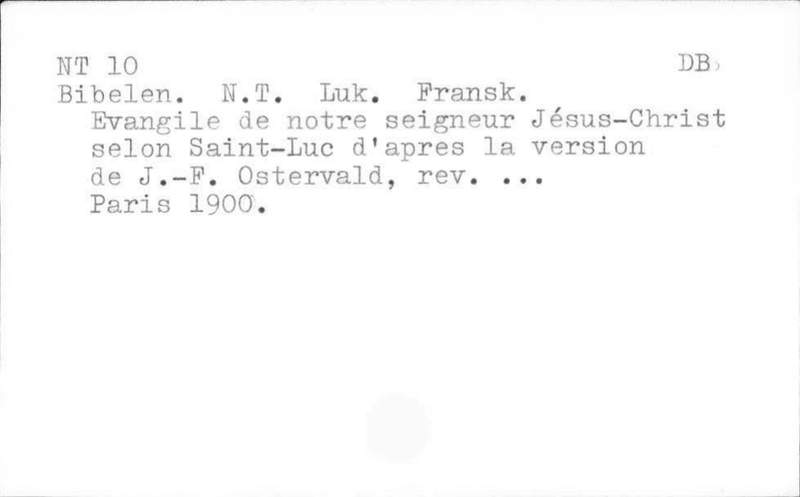 NT 10 DB
Bibelen. N.T. Luk. Fransk.
Evangile de notre seigneur Jésus-Christ
selon Saint-Luc d'apres la version
de J.-F. Ostervald, rev. ...
Paris 1900.